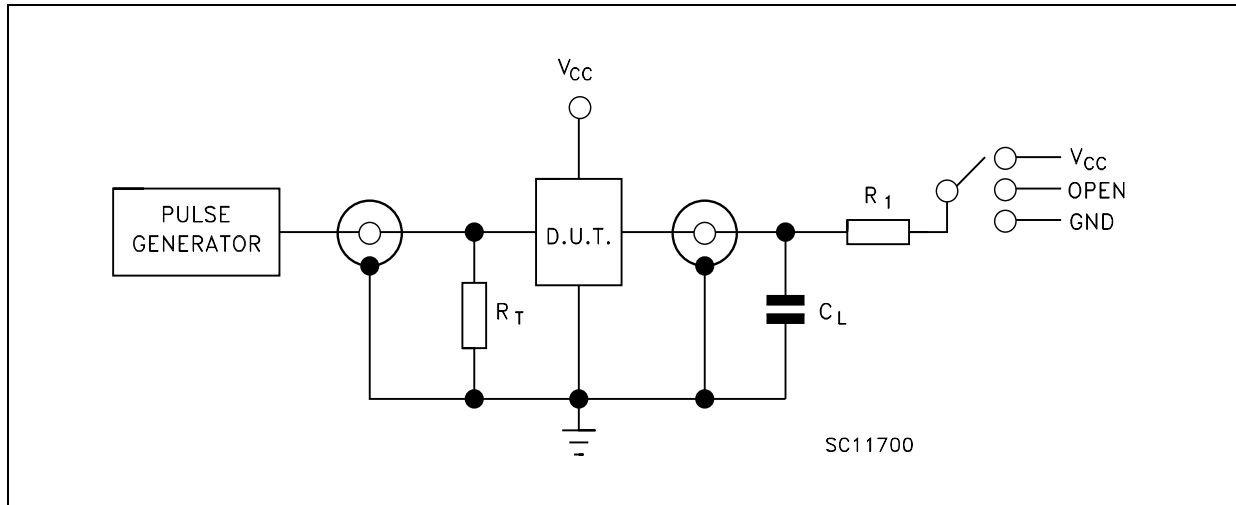 VCC
PULSE
GENERATOR
RT
D.U.T.
CL
R1
VCC
OPEN
GND
SC11700